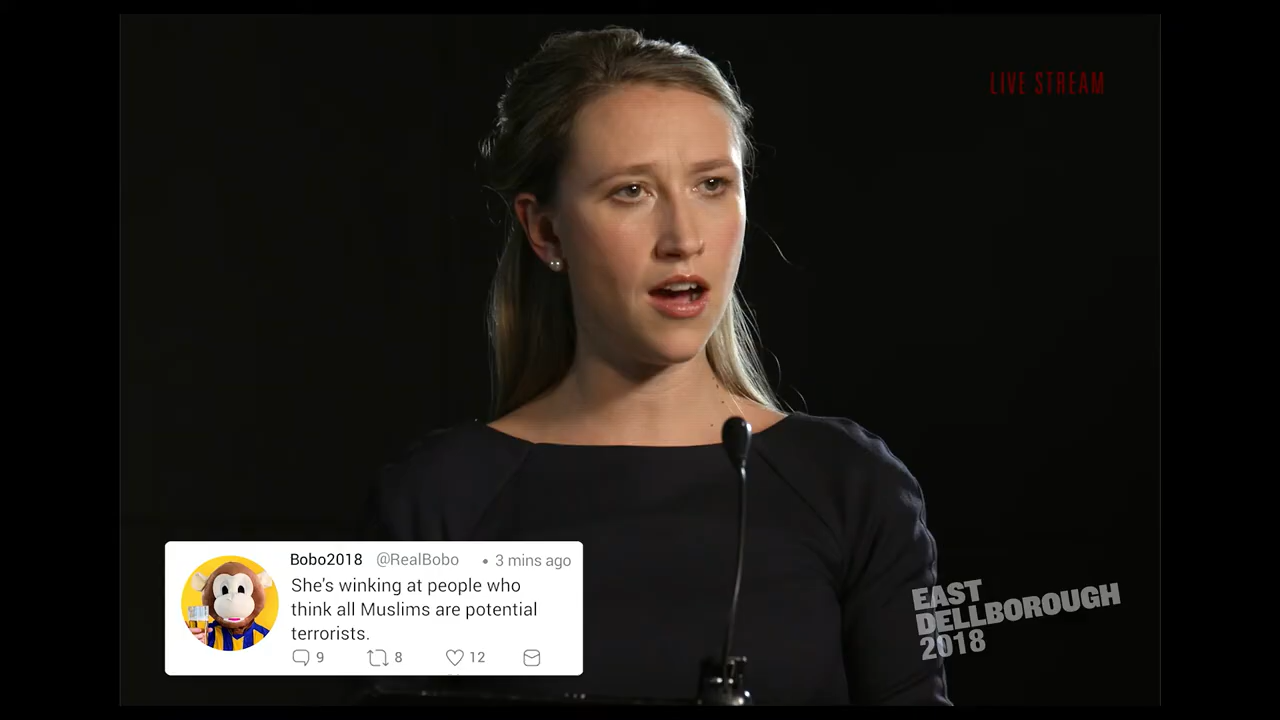 LIVE STREAM
Bobo2018 @RealBobo • 3 mins ago
She's winking at people who
think all Muslims are potential
terrorists.
9 8 12
EAST
DELLBOROUGH
2018